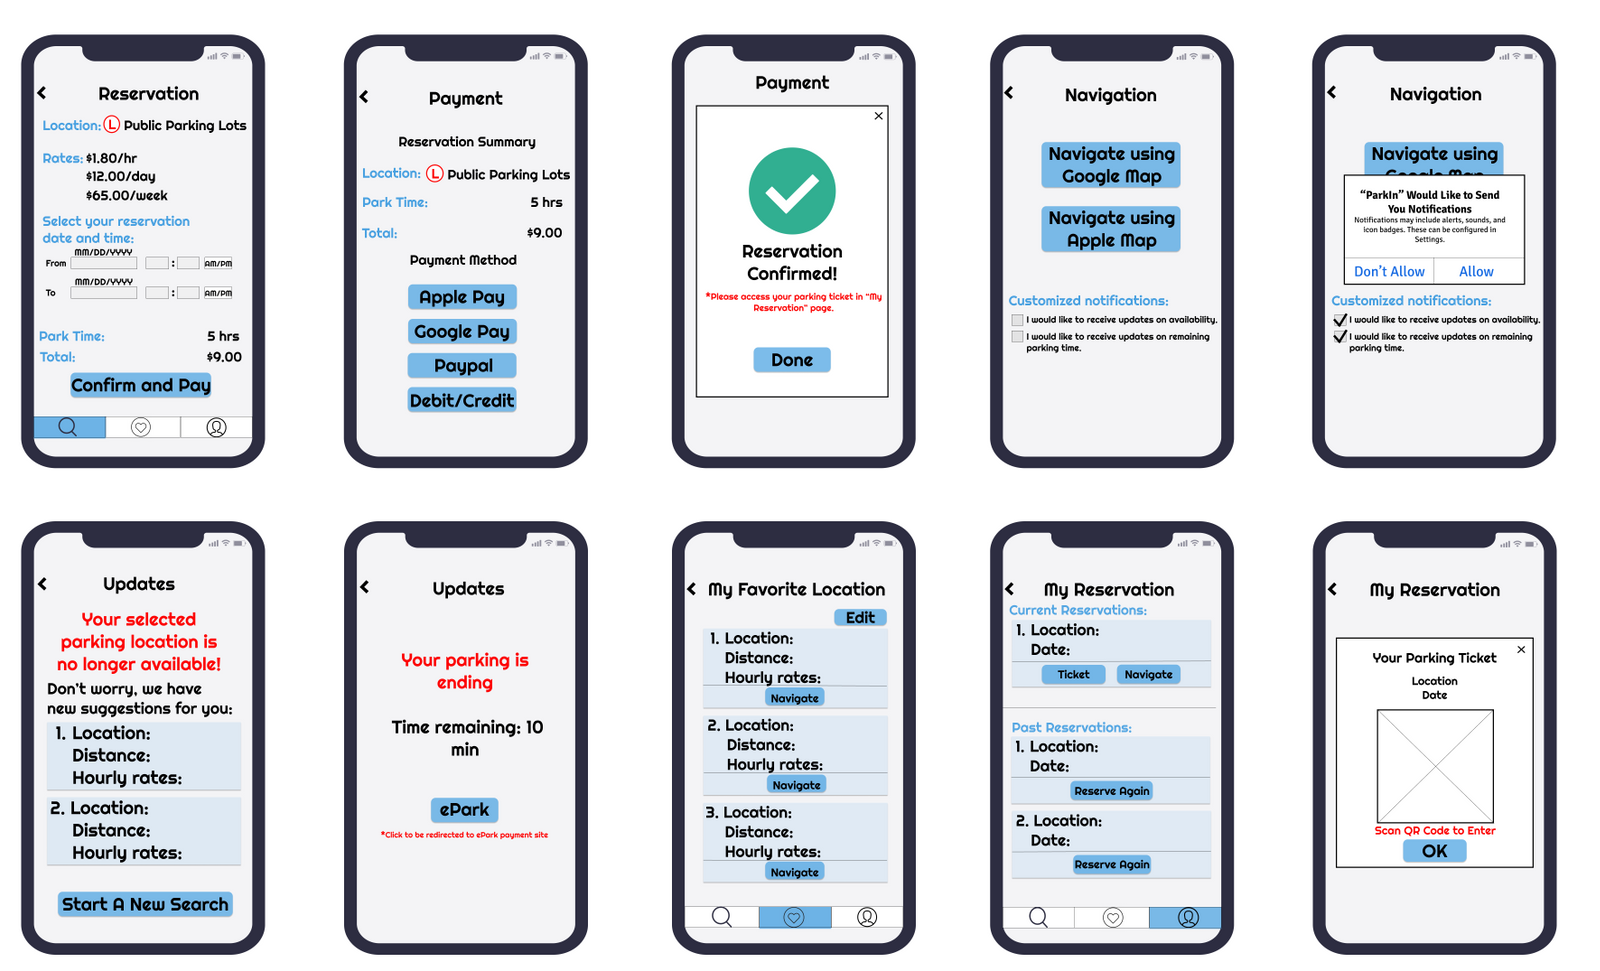 Reservation
Location: L Public Parking Lots
Rates: $1.80/hr
$12.00/day
$65.00/week
Select your reservation
date and time:
MM/DD/YYYY
From : AM/PM
MM/DD/YYYY
To : AM/PM
Park Time: 5 hrs
Total: $9.00
Confirm and Pay
Payment
Reservation Summary
Location: L Public Parking Lots
Park Time: 5 hrs
Total: $9.00
Payment Method
Apple Pay
Google Pay
Paypal
Debit/Credit
Payment
Reservation
Confirmed!
*Please access your parking ticket in "My
Reservation" page.
Done
Navigation
Navigate using
Google Map
Navigate using
Apple Map
Customized notifications:
I would like to receive updates on availability.
I would like to receive updates on remaining
parking time.
Navigation
Navigate using
Google Map
“ParkIn” Would Like to Send
You Notifications
Notifications may include alerts, sounds, and
icon badges. These can be configured in
Settings.
Don’t Allow Allow
Customized notifications:
I would like to receive updates on availability.
I would like to receive updates on remaining
parking time.
Updates
Your selected
parking location is
no longer available!
Don't worry, we have
new suggestions for you:
1. Location:
Distance:
Hourly rates:
2. Location:
Distance:
Hourly rates:
Start A New Search
Updates
Your parking is
ending
Time remaining: 10
min
ePark
*Click to be redirected to ePark payment site
My Favorite Location
Edit
1. Location:
Distance:
Hourly rates:
Navigate
2. Location:
Distance:
Hourly rates:
Navigate
3. Location:
Distance:
Hourly rates:
Navigate
My Reservation
Current Reservations:
1. Location:
Date:
Ticket Navigate
Past Reservations:
1. Location:
Date:
Reserve Again
2. Location:
Date:
Reserve Again
My Reservation
Your Parking Ticket
Location
Date
Scan QR Code to Enter
OK